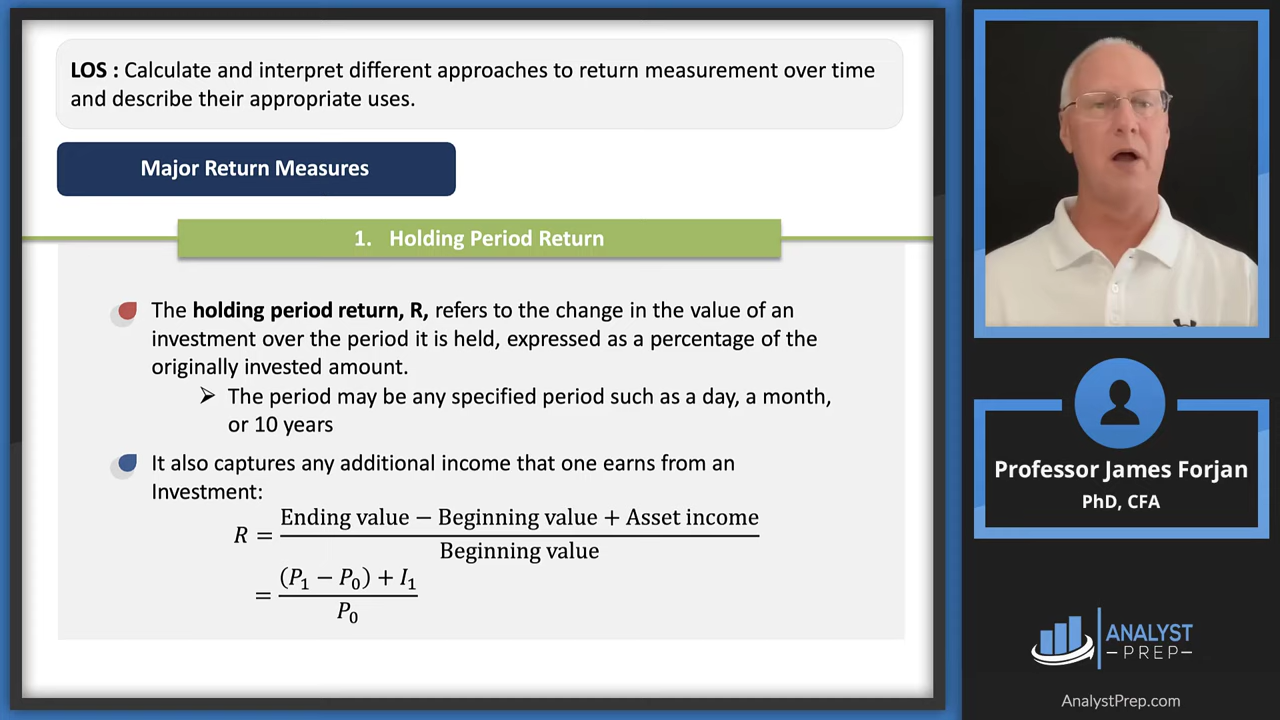 LOS : Calculate and interpret different approaches to return measurement over time
and describe their appropriate uses.
Major Return Measures
1. Holding Period Return
The holding period return, R, refers to the change in the value of an
investment over the period it is held, expressed as a percentage of the
originally invested amount.
The period may be any specified period such as a day, a month,
or 10 years
It also captures any additional income that one earns from an
Investment:
R = (Ending value − Beginning value + Asset income) / Beginning value
= ((P₁ − P₀) + I₁) / P₀
Professor James Forjan
PhD, CFA
ANALYST
PREP
AnalystPrep.com